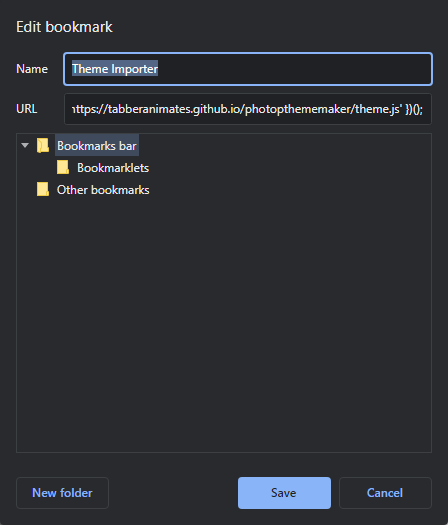 Edit bookmark
Name Theme Importer
URL https://tabberanimates.github.io/photopthememaker/theme.js' })();
Bookmarks bar
Bookmarklets
Other bookmarks
New folder Save Cancel